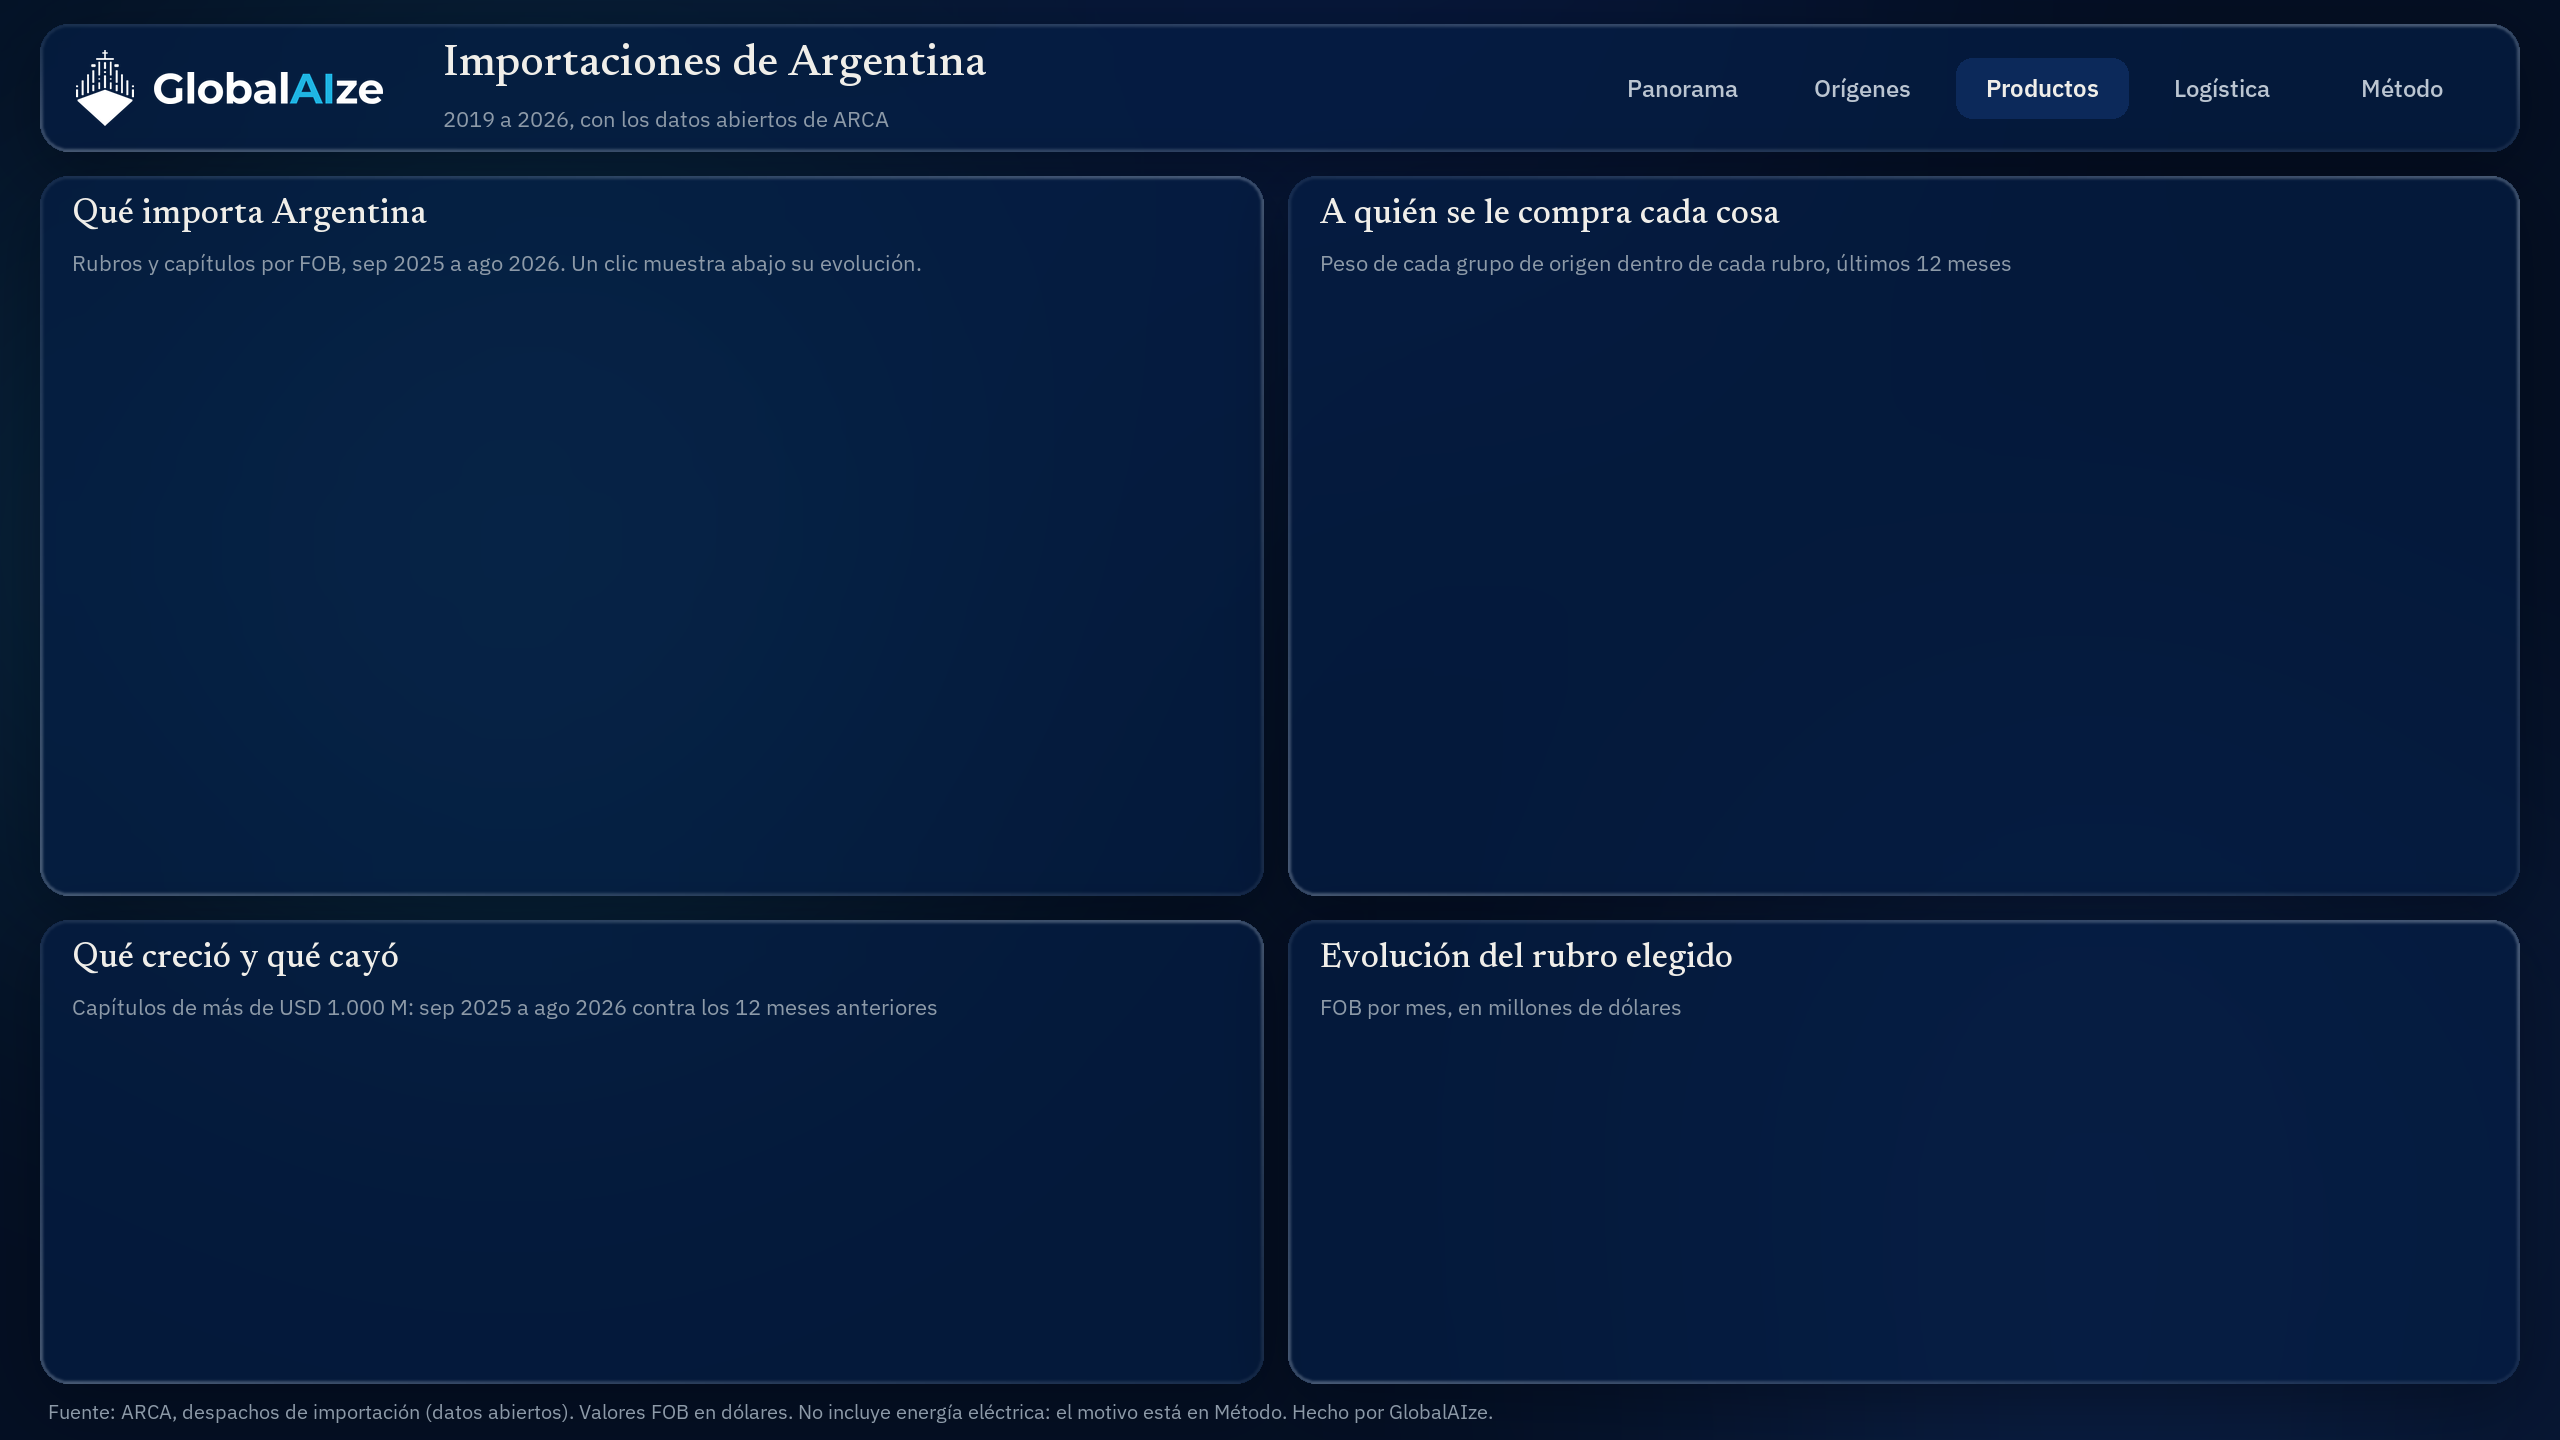 GlobalAIze
Importaciones de Argentina
2019 a 2026, con los datos abiertos de ARCA
Panorama
Orígenes
Productos
Logística
Método
Qué importa Argentina
Rubros y capítulos por FOB, sep 2025 a ago 2026. Un clic muestra abajo su evolución.
A quién se le compra cada cosa
Peso de cada grupo de origen dentro de cada rubro, últimos 12 meses
Qué creció y qué cayó
Capítulos de más de USD 1.000 M: sep 2025 a ago 2026 contra los 12 meses anteriores
Evolución del rubro elegido
FOB por mes, en millones de dólares
Fuente: ARCA, despachos de importación (datos abiertos). Valores FOB en dólares. No incluye energía eléctrica: el motivo está en Método. Hecho por GlobalAIze.